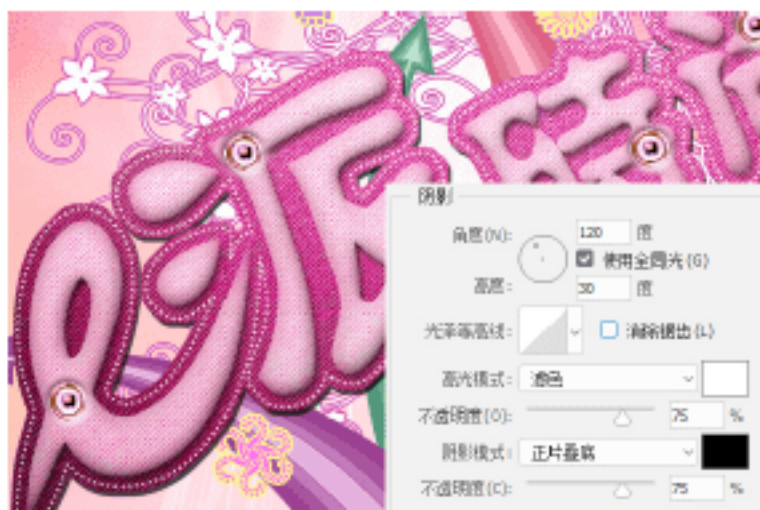 派 時
阴影
角度(N): 120 度
使用全局光(G)
高度: 30 度
光泽等高线: 消除锯齿(L)
高光模式: 滤色
不透明度(O): 75 %
阴影模式: 正片叠底
不透明度(C): 75 %